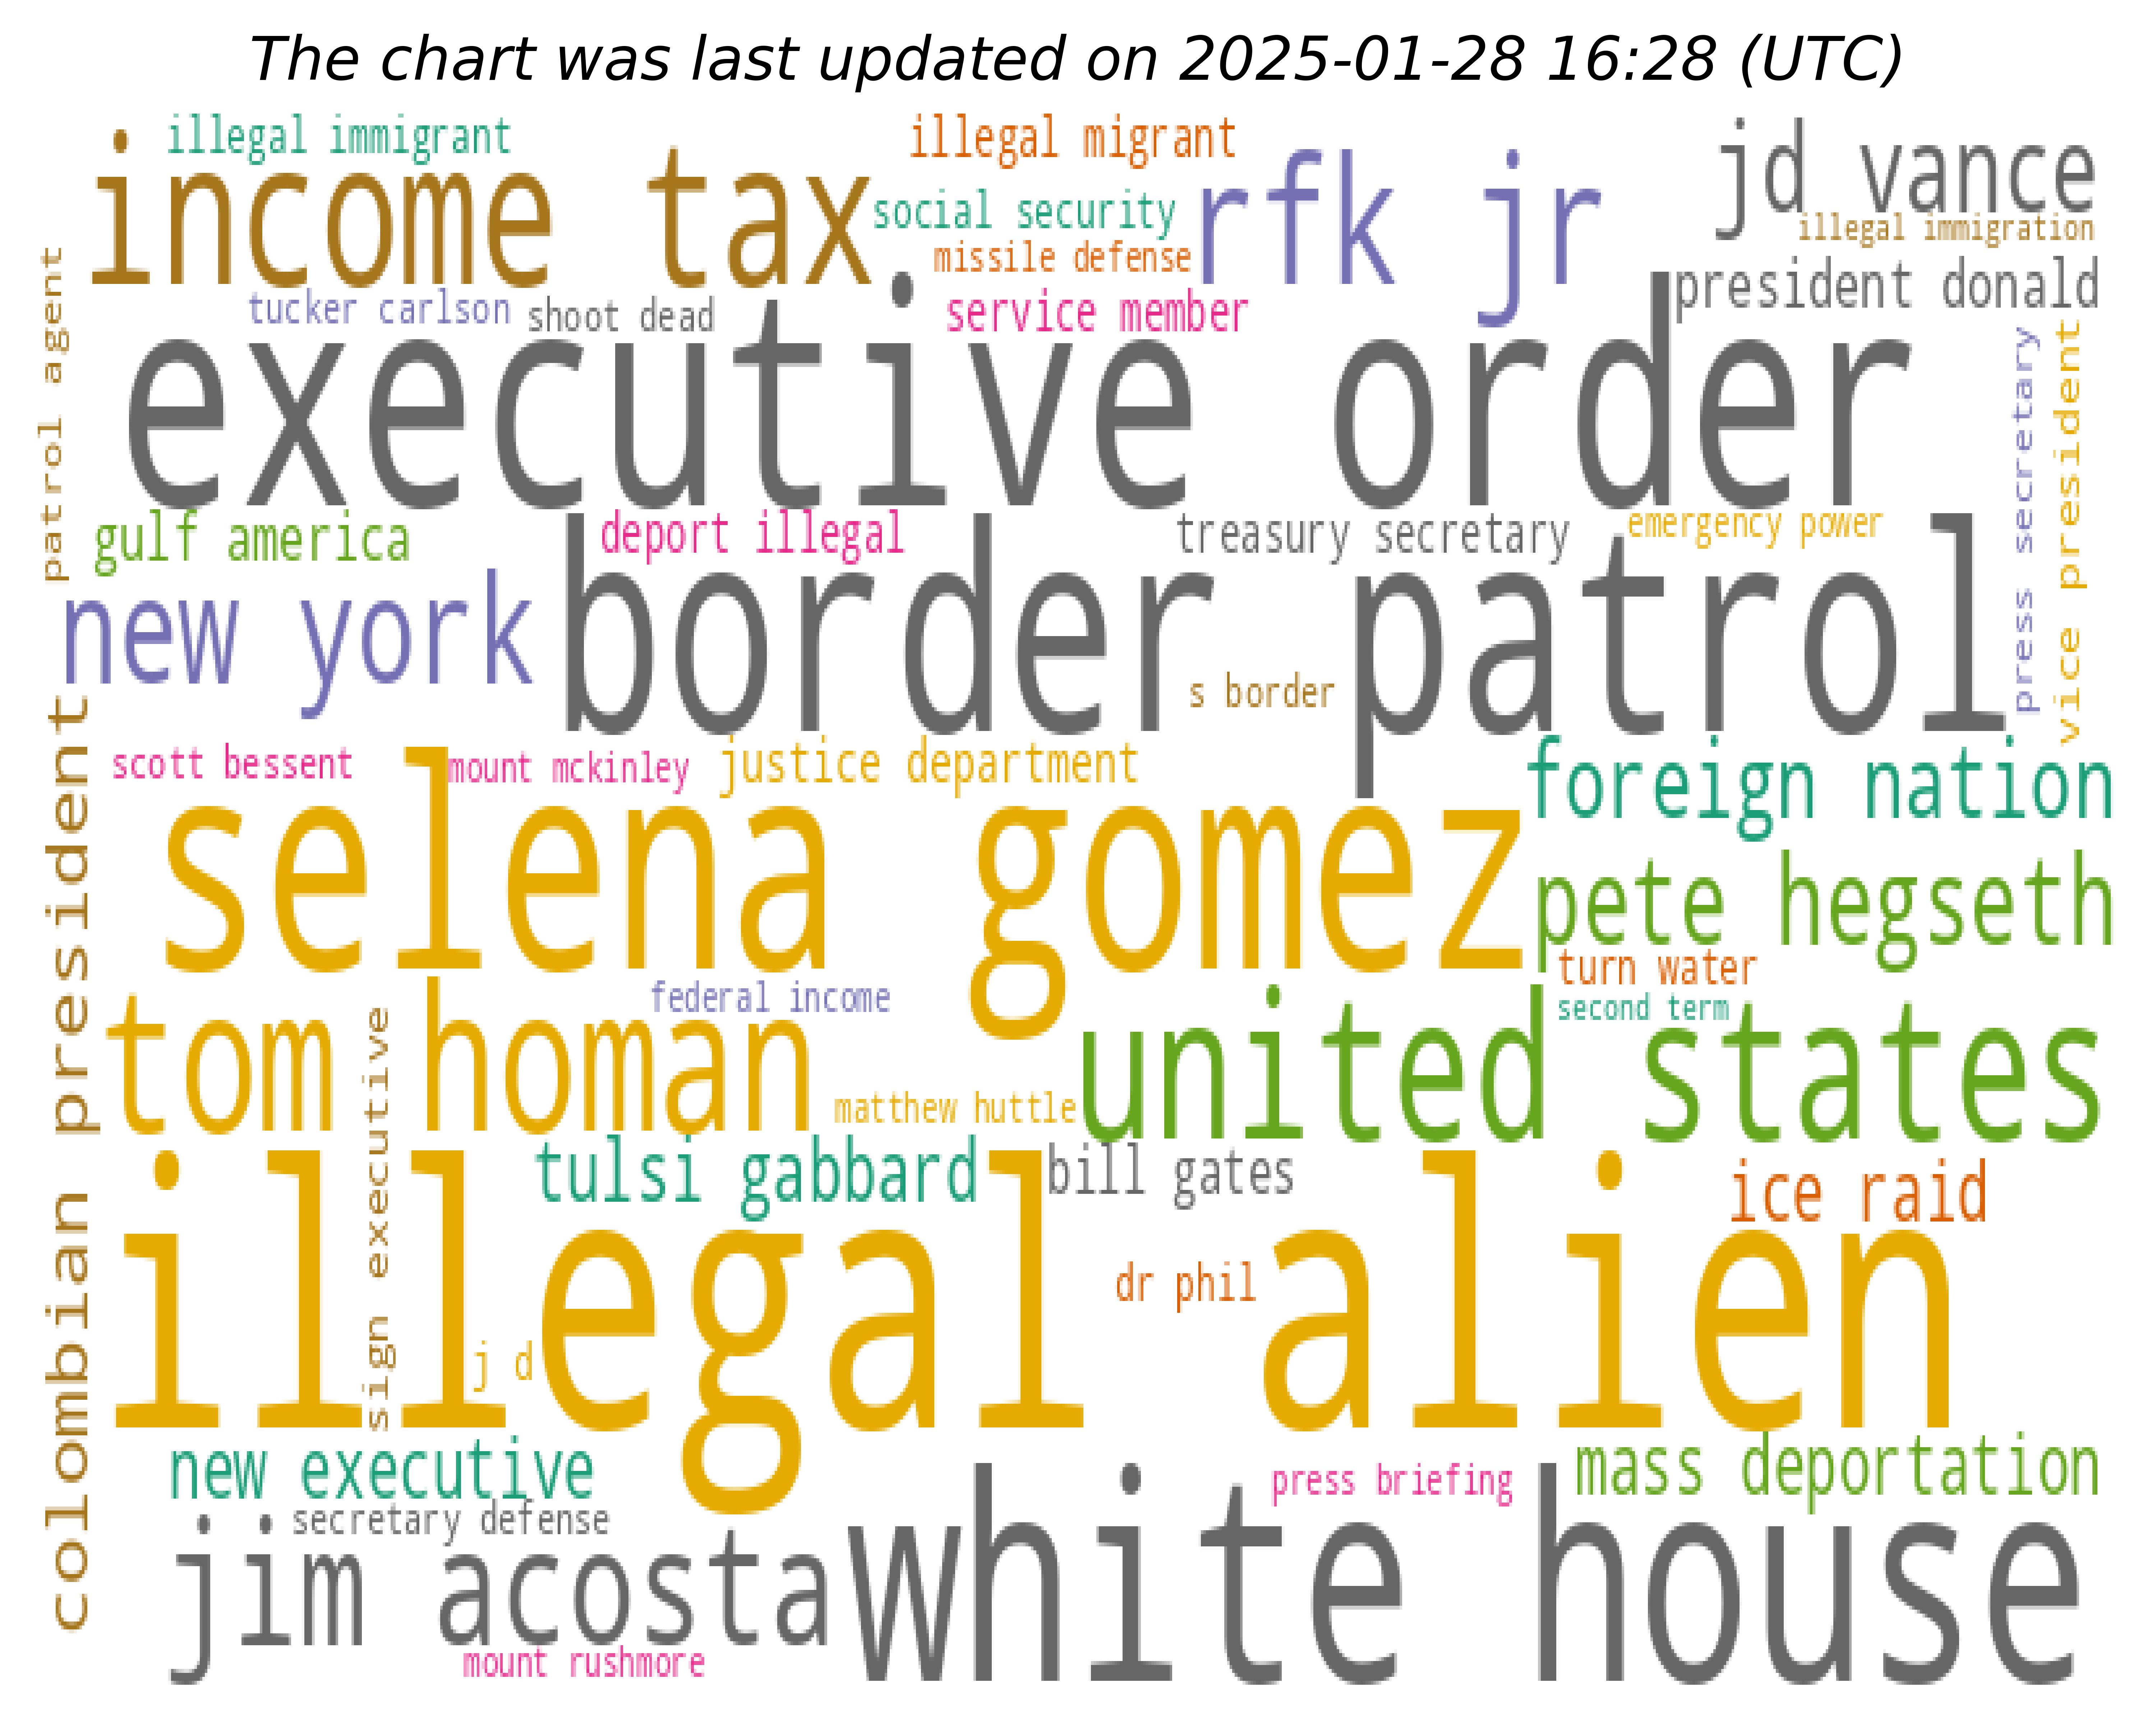 The chart was last updated on 2025-01-28 16:28 (UTC)
illegal immigrant
illegal migrant
jd vance
income tax
social security
rfk jr
illegal immigration
missile defense
president donald
patrol agent
tucker carlson
shoot dead
service member
executive order
press secretary
vice president
gulf america
deport illegal
treasury secretary
emergency power
new york
border patrol
s border
colombian president
scott bessent
mount mckinley
justice department
foreign nation
selena gomez
pete hegseth
turn water
federal income
second term
tom homan
united states
sign executive
matthew huttle
tulsi gabbard
bill gates
ice raid
illegal alien
dr phil
j d
new executive
press briefing
mass deportation
secretary defense
jim acosta
white house
mount rushmore